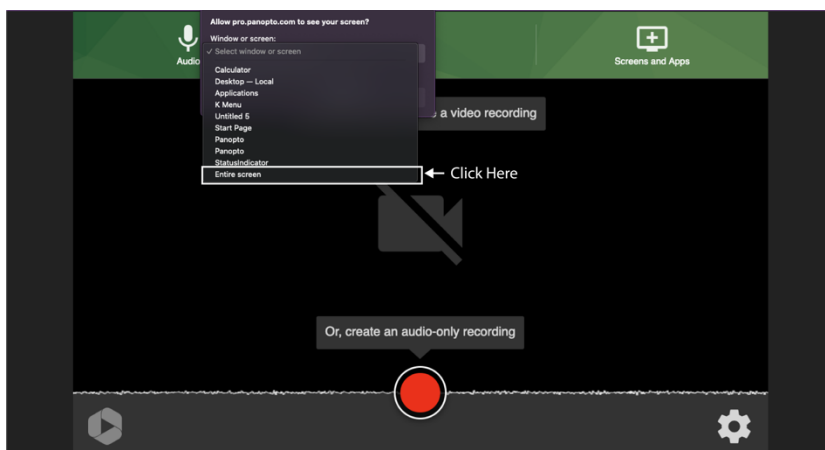 Allow pro.panopto.com to see your screen?
Window or screen:
✓ Select window or screen
Calculator
Desktop — Local
Applications
K Menu
Untitled 5
Start Page
Panopto
Panopto
StatusIndicator
Entire screen
Click Here
Audio
Screens and Apps
a video recording
Or, create an audio-only recording